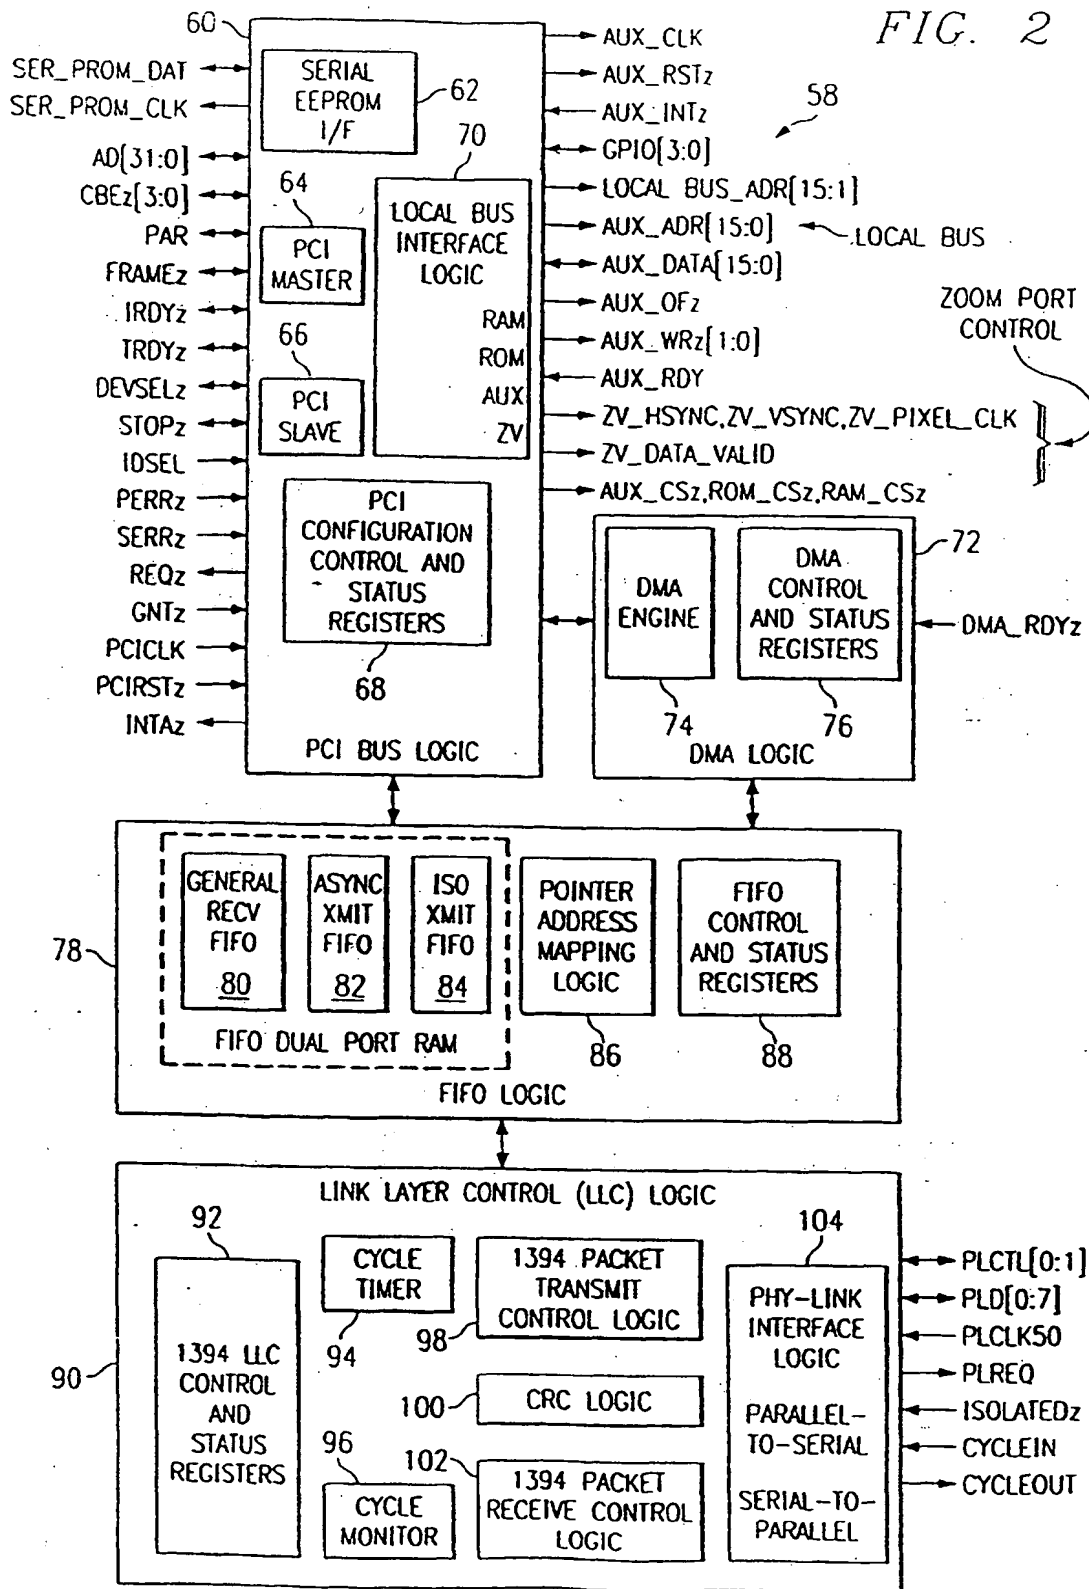 FIG. 2
60
SER_PROM_DAT
SER_PROM_CLK
AD[31:0]
CBEz[3:0]
PAR
FRAMEz
IRDYz
TRDYz
DEVSELz
STOPz
IDSEL
PERRz
SERRz
REQz
GNTz
PCICLK
PCIRSTz
INTAz
SERIAL
EEPROM
I/F
62
64
PCI
MASTER
66
PCI
SLAVE
70
LOCAL BUS
INTERFACE
LOGIC
RAM
ROM
AUX
ZV
PCI
CONFIGURATION
CONTROL AND
STATUS
REGISTERS
68
PCI BUS LOGIC
AUX_CLK
AUX_RSTz
AUX_INTz
GPIO[3:0]
LOCAL BUS_ADR[15:1]
AUX_ADR[15:0]
AUX_DATA[15:0]
AUX_OFz
AUX_WRz[1:0]
AUX_RDY
ZV_HSYNC,ZV_VSYNC,ZV_PIXEL_CLK
ZV_DATA_VALID
AUX_CSz,ROM_CSz,RAM_CSz
58
LOCAL BUS
ZOOM PORT
CONTROL
72
DMA
ENGINE
74
DMA
CONTROL
AND STATUS
REGISTERS
76
DMA LOGIC
DMA_RDYz
78
GENERAL
RECV
FIFO
80
ASYNC
XMIT
FIFO
82
ISO
XMIT
FIFO
84
FIFO DUAL PORT RAM
POINTER
ADDRESS
MAPPING
LOGIC
86
FIFO
CONTROL
AND STATUS
REGISTERS
88
FIFO LOGIC
LINK LAYER CONTROL (LLC) LOGIC
90
92
1394 LLC
CONTROL
AND
STATUS
REGISTERS
CYCLE
TIMER
94
96
CYCLE
MONITOR
1394 PACKET
TRANSMIT
CONTROL LOGIC
98
100
CRC LOGIC
102
1394 PACKET
RECEIVE CONTROL
LOGIC
104
PHY-LINK
INTERFACE
LOGIC
PARALLEL-
TO-SERIAL
SERIAL-TO-
PARALLEL
PLCTL[0:1]
PLD[0:7]
PLCLK50
PLREQ
ISOLATEDz
CYCLEIN
CYCLEOUT